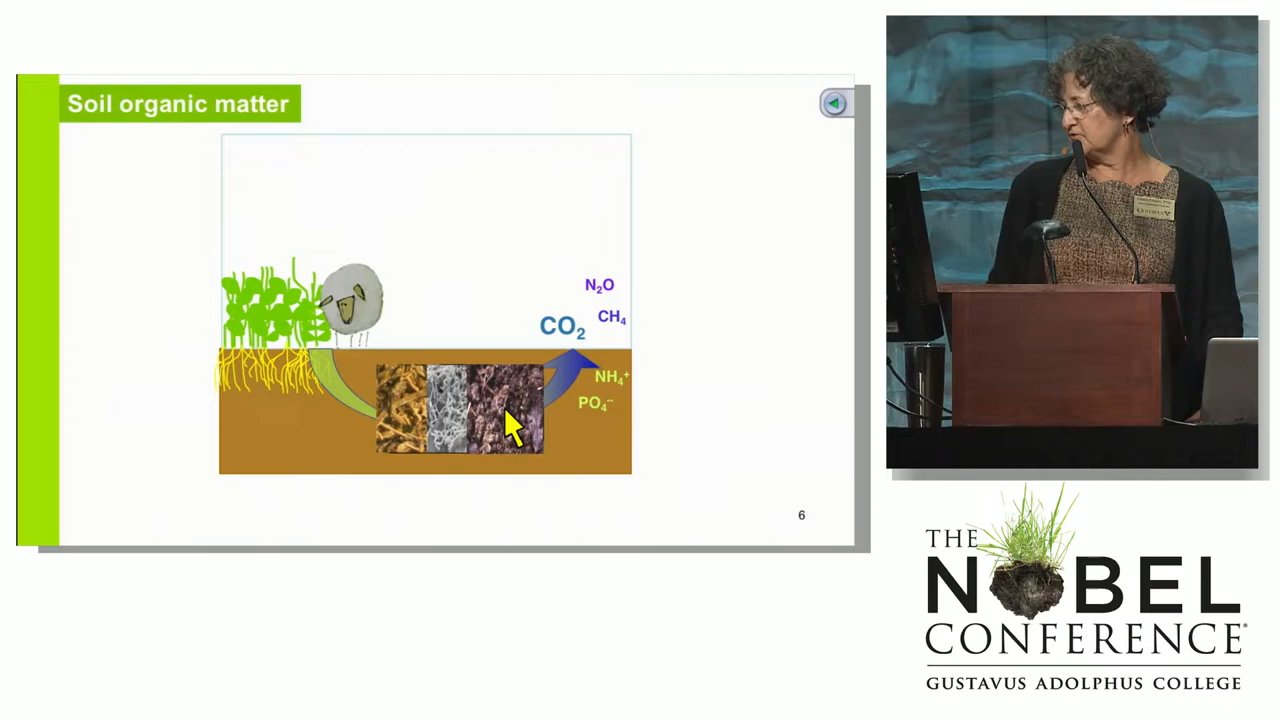 Soil organic matter
N₂O
CH₄
CO₂
NH₄⁺
PO₄⁻⁻
6
THE
NOBEL
CONFERENCE®
GUSTAVUS ADOLPHUS COLLEGE